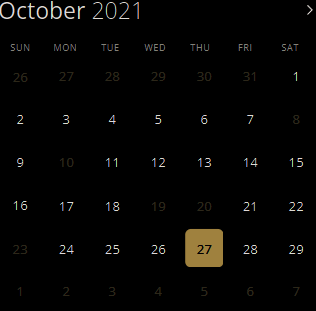 October 2021 >
SUN MON TUE WED THU FRI SAT
26 27 28 29 30 31 1
2 3 4 5 6 7 8
9 10 11 12 13 14 15
16 17 18 19 20 21 22
23 24 25 26 27 28 29
1 2 3 4 5 6 7